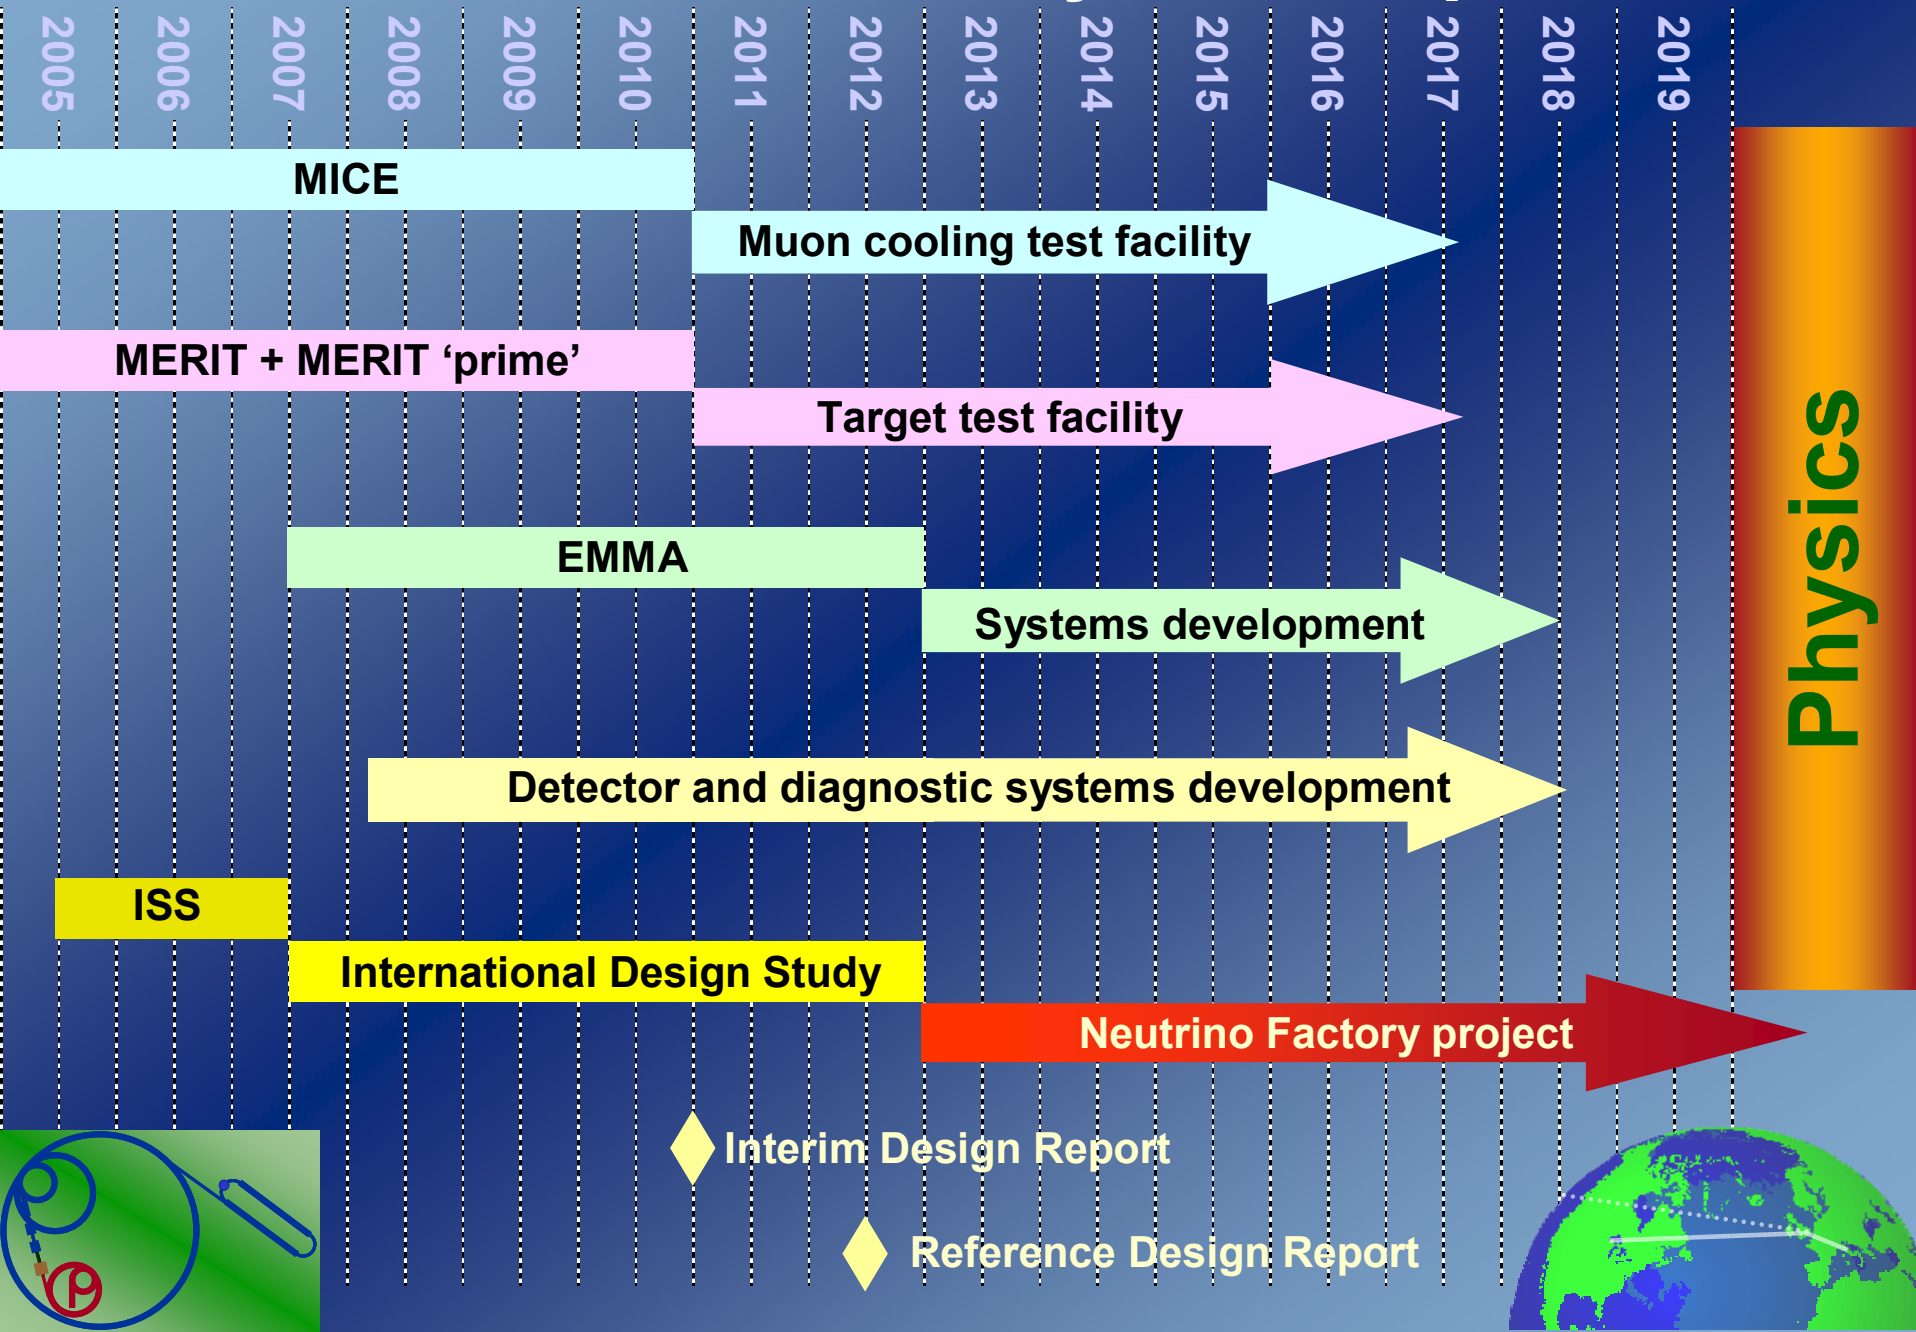 2005 2006 2007 2008 2009 2010 2011 2012 2013 2014 2015 2016 2017 2018 2019
MICE
Muon cooling test facility
MERIT + MERIT ‘prime’
Target test facility
EMMA
Systems development
Detector and diagnostic systems development
ISS
International Design Study
Neutrino Factory project
Interim Design Report
Reference Design Report
Physics
p